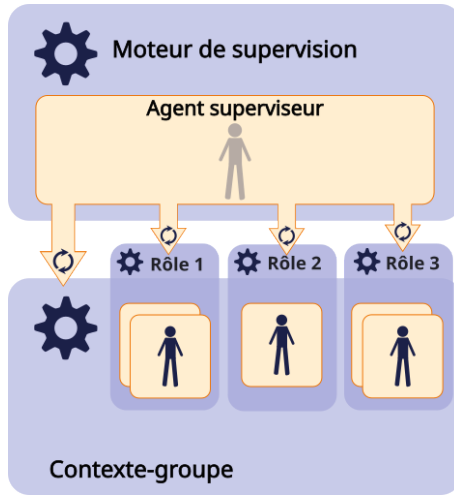 Moteur de supervision
Agent superviseur
Rôle 1
Rôle 2
Rôle 3
Contexte-groupe